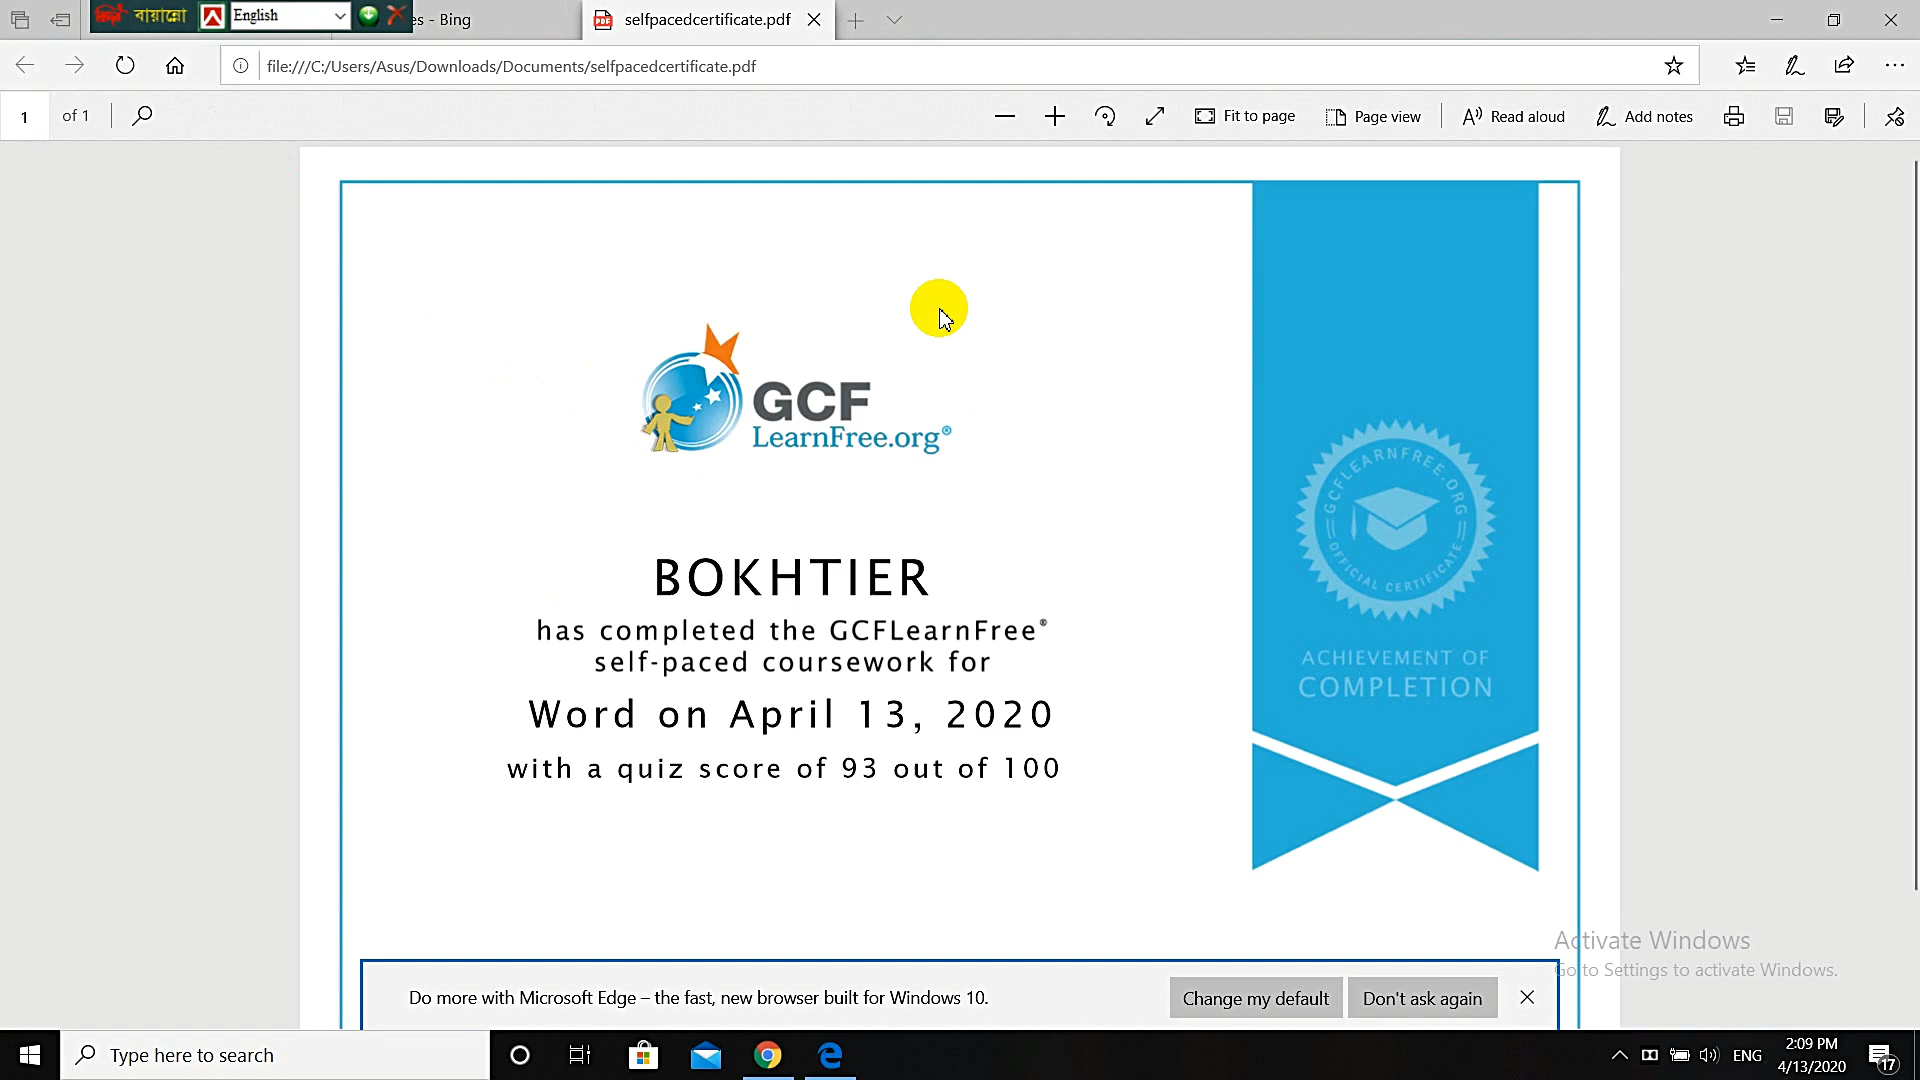 বায়ান্নো
English
es - Bing
selfpacedcertificate.pdf
file:///C:/Users/Asus/Downloads/Documents/selfpacedcertificate.pdf
1 of 1
Fit to page
Page view
Read aloud
Add notes
GCF
LearnFree.org®
BOKHTIER
has completed the GCFLearnFree®
self-paced coursework for
Word on April 13, 2020
with a quiz score of 93 out of 100
GCFLEARNFREE.ORG
OFFICIAL CERTIFICATE
ACHIEVEMENT OF
COMPLETION
Activate Windows
Go to Settings to activate Windows.
Do more with Microsoft Edge – the fast, new browser built for Windows 10.
Change my default
Don't ask again
Type here to search
ENG
2:09 PM
4/13/2020
17